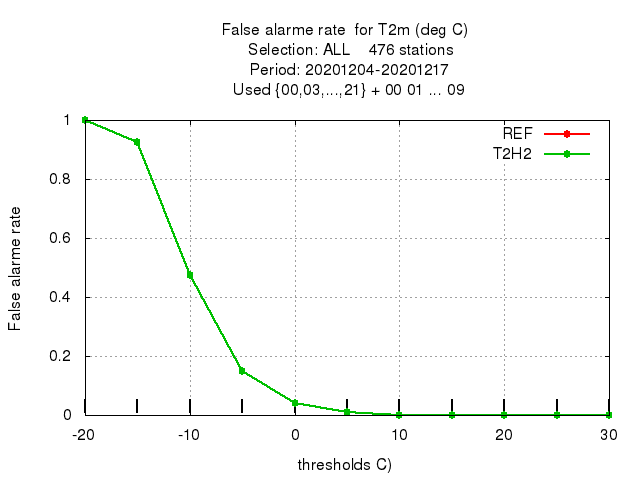 False alarme rate  for T2m (deg C)
Selection: ALL    476 stations
Period: 20201204-20201217
Used {00,03,...,21} + 00 01 ... 09
REF
T2H2
1
0.8
0.6
0.4
0.2
0
False alarme rate
-20 -10 0 10 20 30
thresholds C)